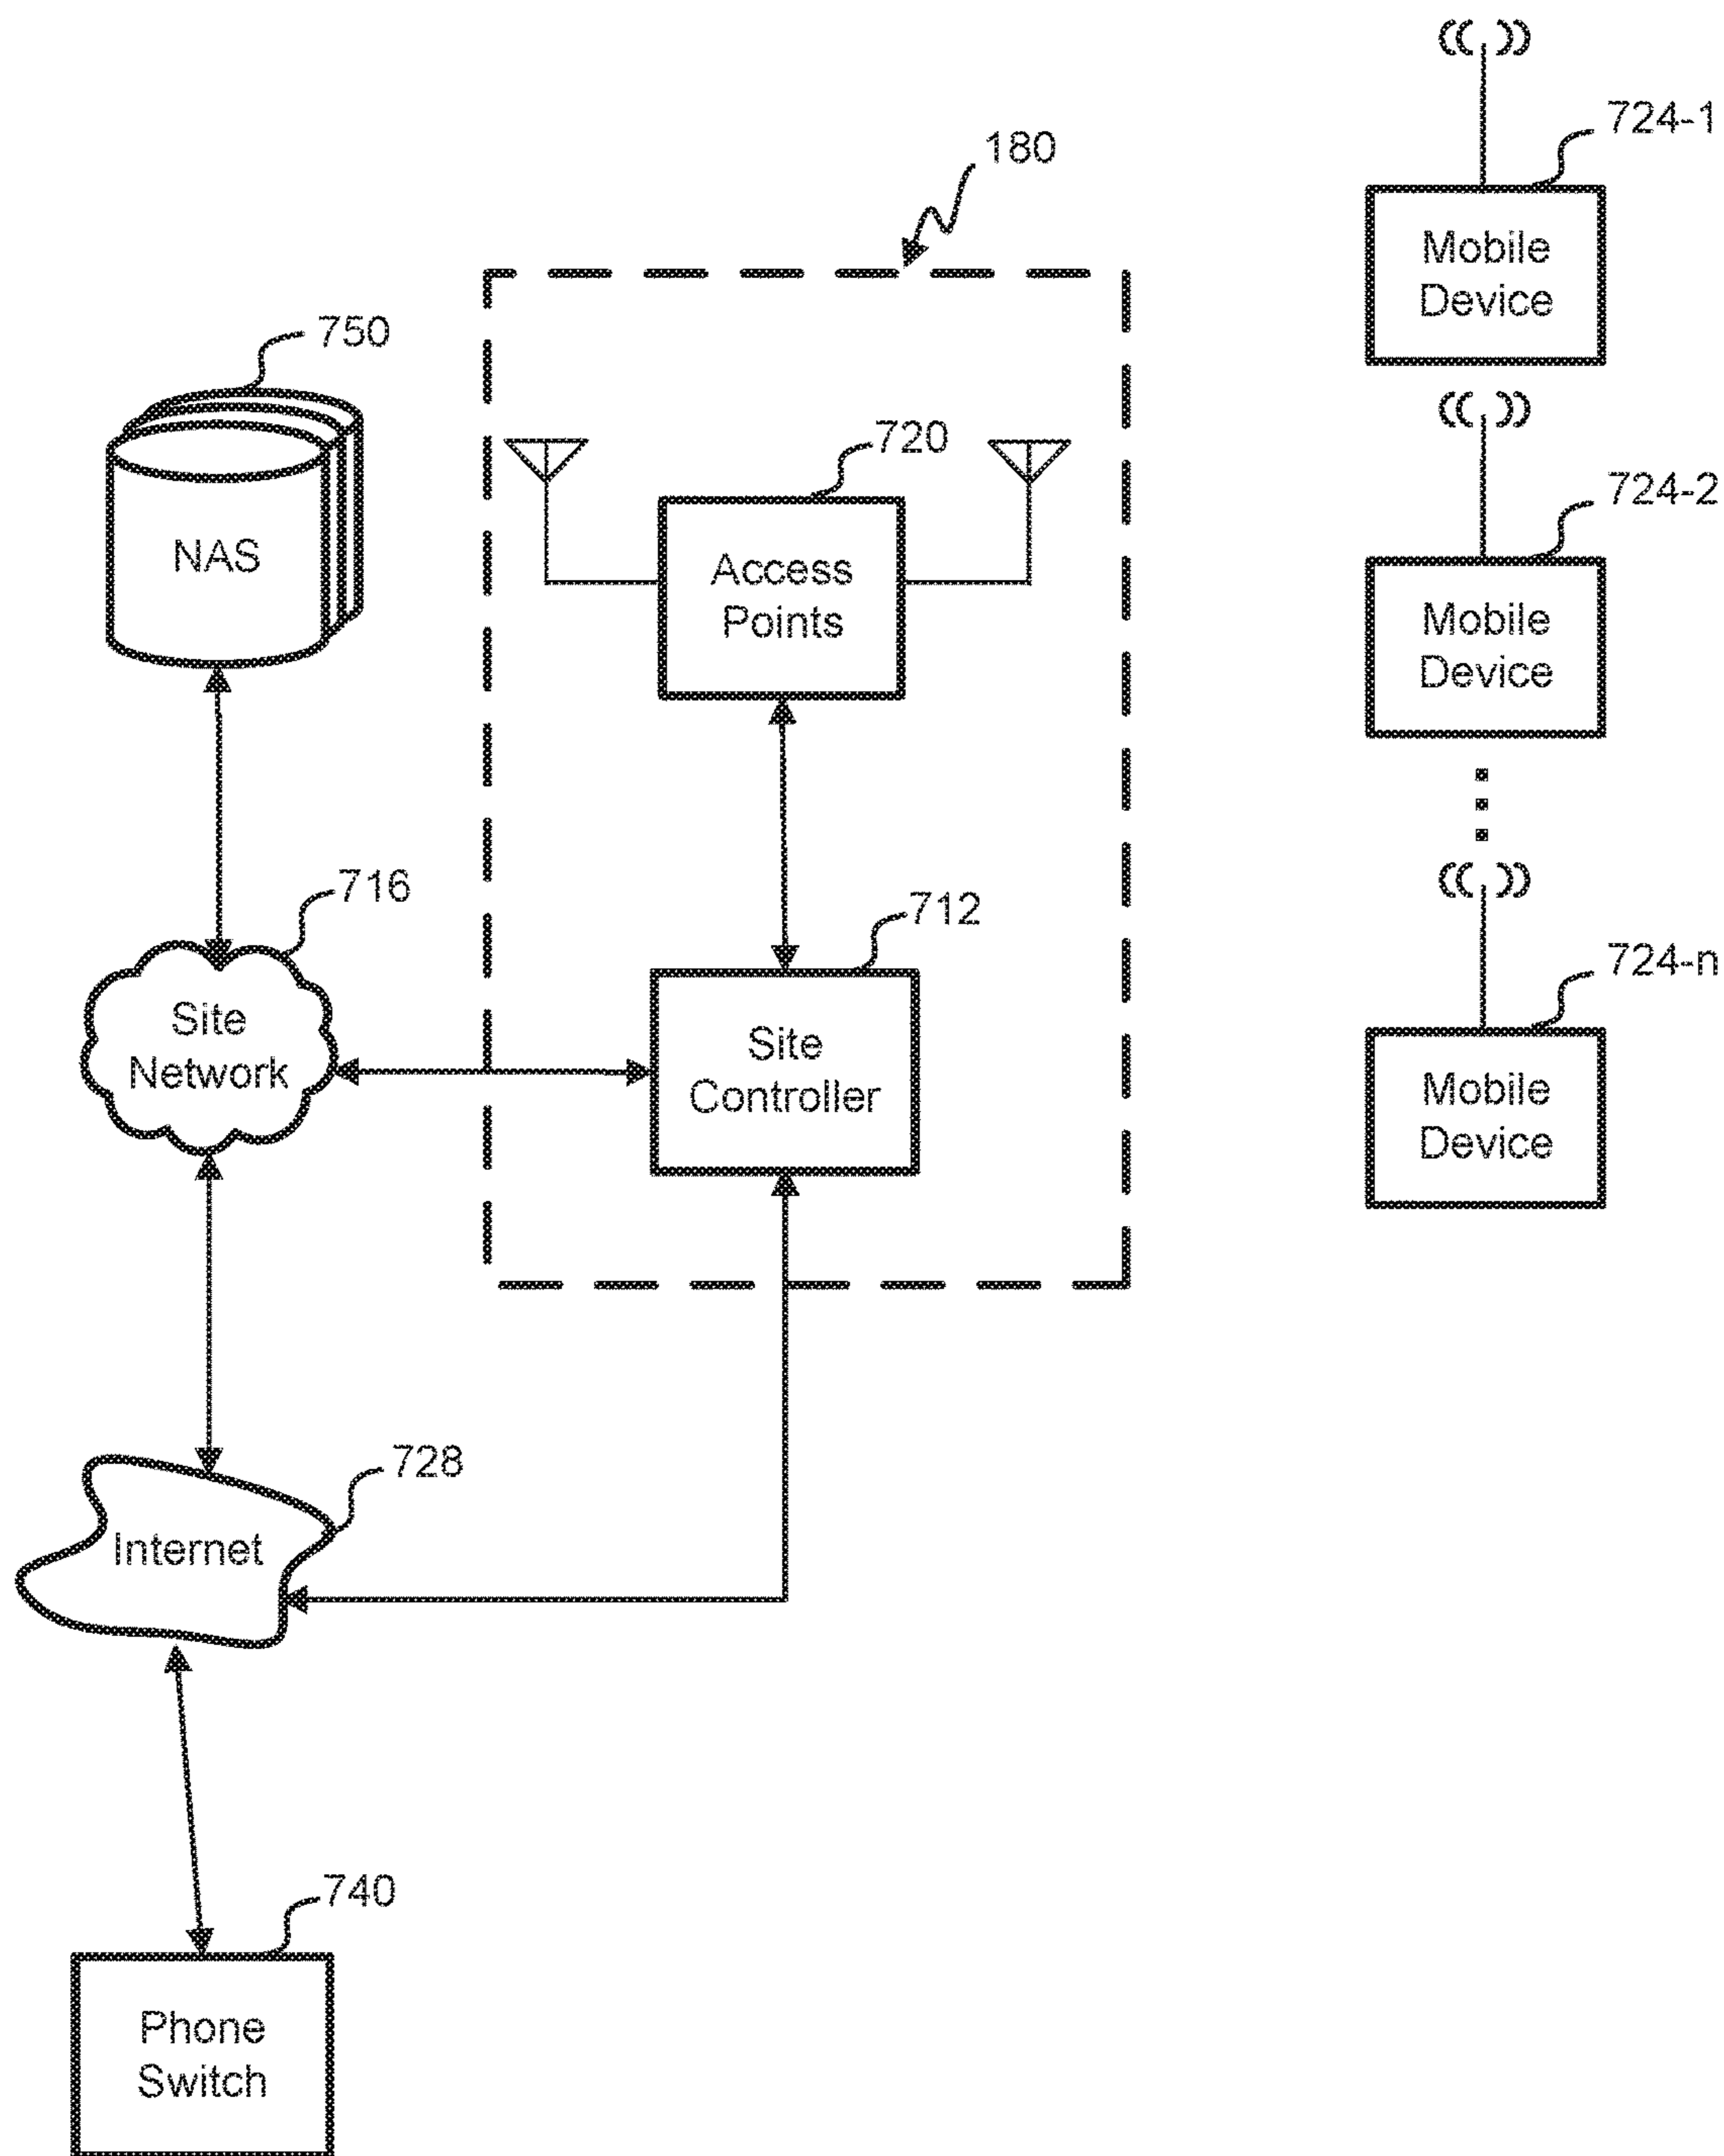 724-1
180
Mobile
Device
750
720
724-2
NAS
Access
Points
Mobile
Device
716
712
724-n
Site
Network
Site
Controller
Mobile
Device
728
Internet
740
Phone
Switch